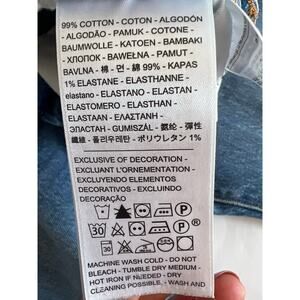 99% COTTON - COTON - ALGODÓN
ALGODÃO - PAMUK - COTONE -
BAUMWOLLE - KATOEN - BAMBAKI
- ХЛОПОК - BAWEŁNA - PAMUT -
BAVLNA - 棉 - 면 - 綿 99% - KAPAS
1% ELASTANE - ELASTHANNE -
elastano - ELASTAN - ELASTAN -
ELASTOMERO - ELASTHAN -
ELASTAAN - ΕΛΑΣΤΑΝΗ -
ЭЛАСТАН - GUMISZÁL - 氨纶 - 彈性
纖維 - 폴리우레탄 - ポリウレタン 1%
EXCLUSIVE OF DECORATION -
EXCLUANT L'ORNEMENTATION -
EXCLUYENDO ELEMENTOS
DECORATIVOS - EXCLUINDO
DECORAÇÃO
30 P
30 P
MACHINE WASH COLD - DO NOT
BLEACH - TUMBLE DRY MEDIUM -
HOT IRON IF NEEDED - DRY
CLEANING POSSIBLE. - WASH AND